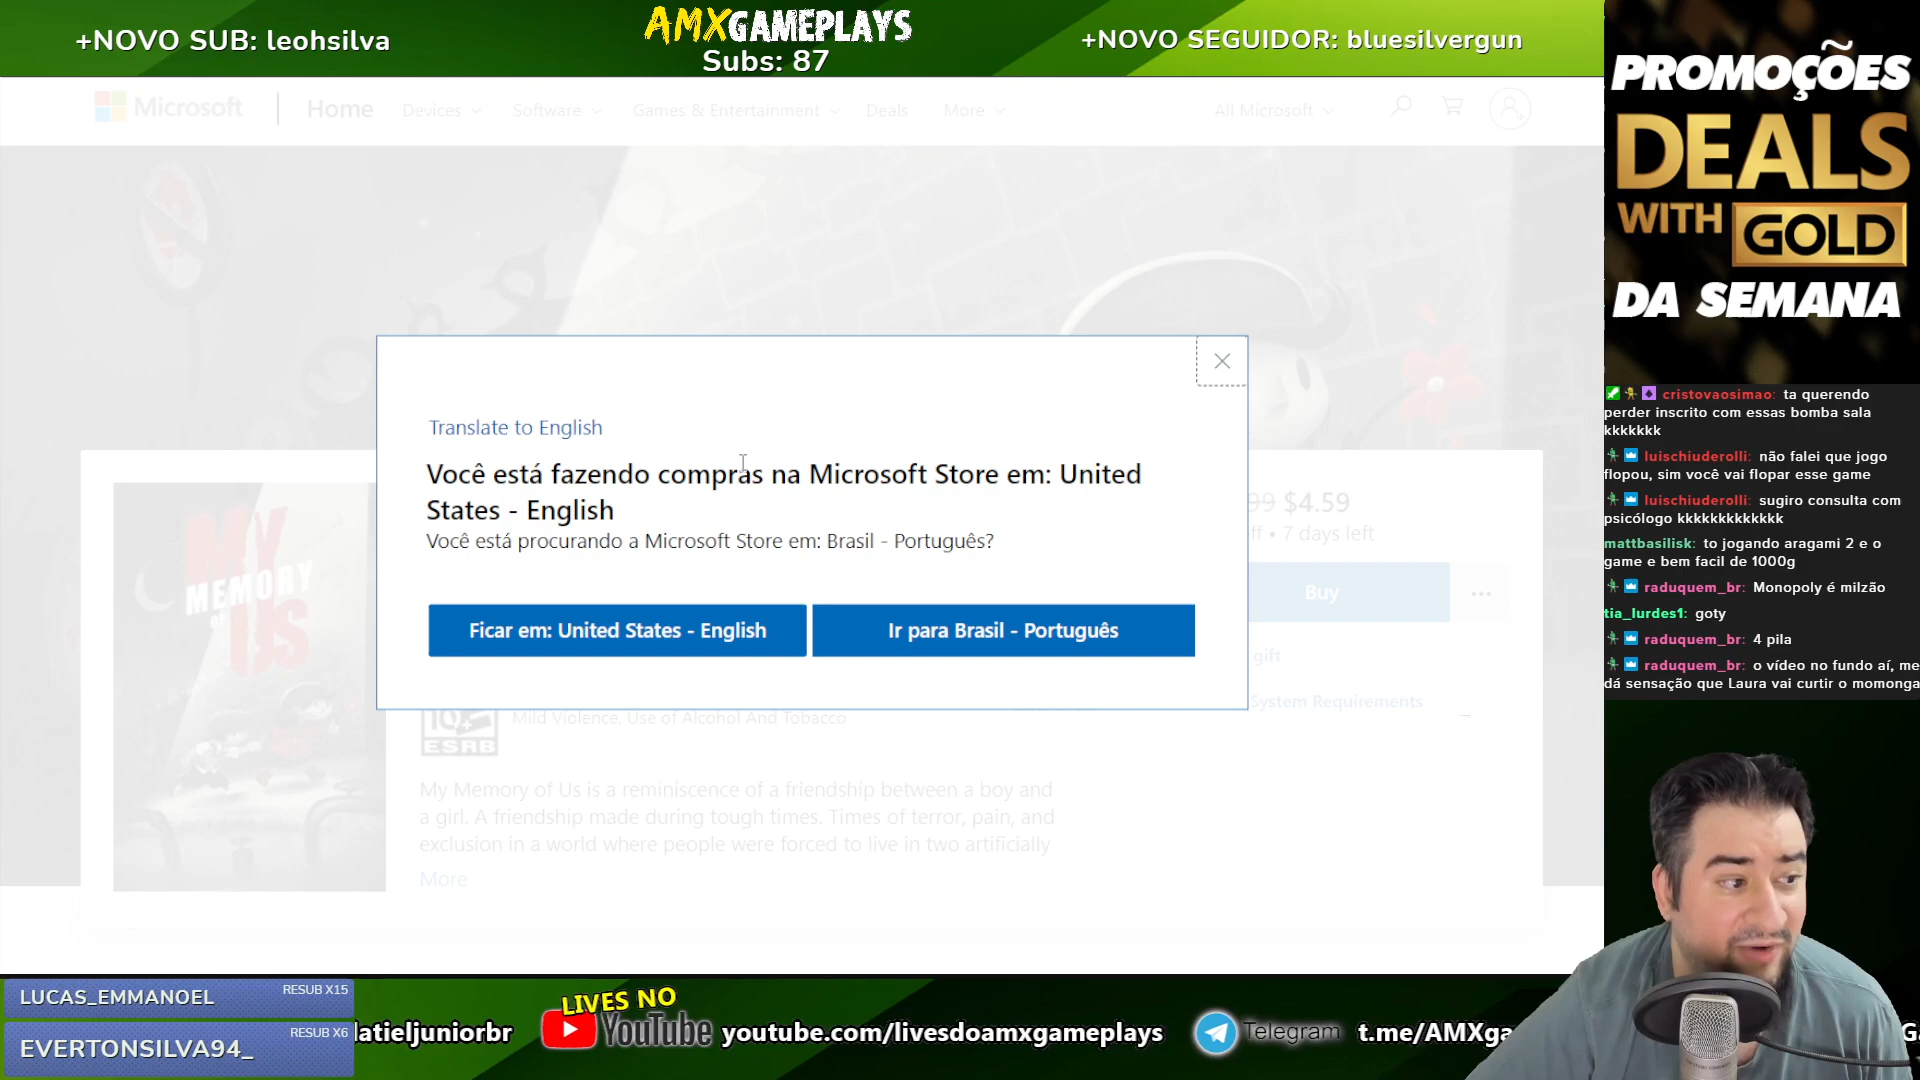 +NOVO SUB: leohsilva
AMXGAMEPLAYS
Subs: 87
+NOVO SEGUIDOR: bluesilvergun
Microsoft
Home
Devices
Software
Games & Entertainment
Deals
More
All Microsoft
PROMOÇÕES
DEALS
WITH GOLD
DA SEMANA
Translate to English
Você está fazendo compras na Microsoft Store em: United
States - English
Você está procurando a Microsoft Store em: Brasil - Português?
Ficar em: United States - English
Ir para Brasil - Português
$4.59
7 days left
Buy
gift
System Requirements
MY
MEMORY
OF US
ESRB
Mild Violence, Use of Alcohol And Tobacco
My Memory of Us is a reminiscence of a friendship between a boy and
a girl. A friendship made during tough times. Times of terror, pain, and
exclusion in a world where people were forced to live in two artificially
More
cristovaosimao: ta querendo
perder inscrito com essas bomba sala
kkkkkkk
luischiuderolli: não falei que jogo
flopou, sim você vai flopar esse game
luischiuderolli: sugiro consulta com
psicólogo kkkkkkkkkkkkk
mattbasilisk: to jogando aragami 2 e o
game e bem facil de 1000g
raduquem_br: Monopoly é milzão
tia_lurdes1: goty
raduquem_br: 4 pila
raduquem_br: o vídeo no fundo aí, me
dá sensação que Laura vai curtir o momonga
LUCAS_EMMANOEL
RESUB X15
EVERTONSILVA94_
RESUB X6
latieljuniorbr
LIVES NO
YouTube
youtube.com/livesdoamxgameplays
Telegram
t.me/AMXga